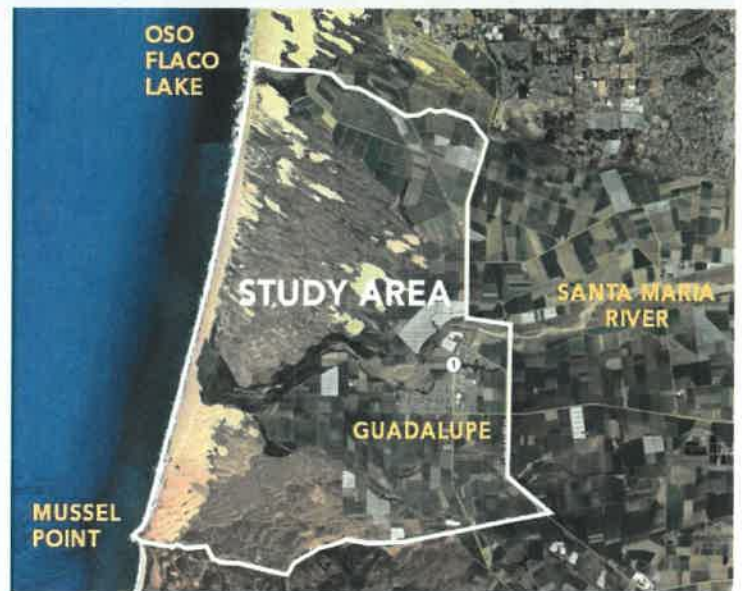 OSO
FLACO
LAKE
STUDY AREA
SANTA MARIA
RIVER
1
GUADALUPE
MUSSEL
POINT